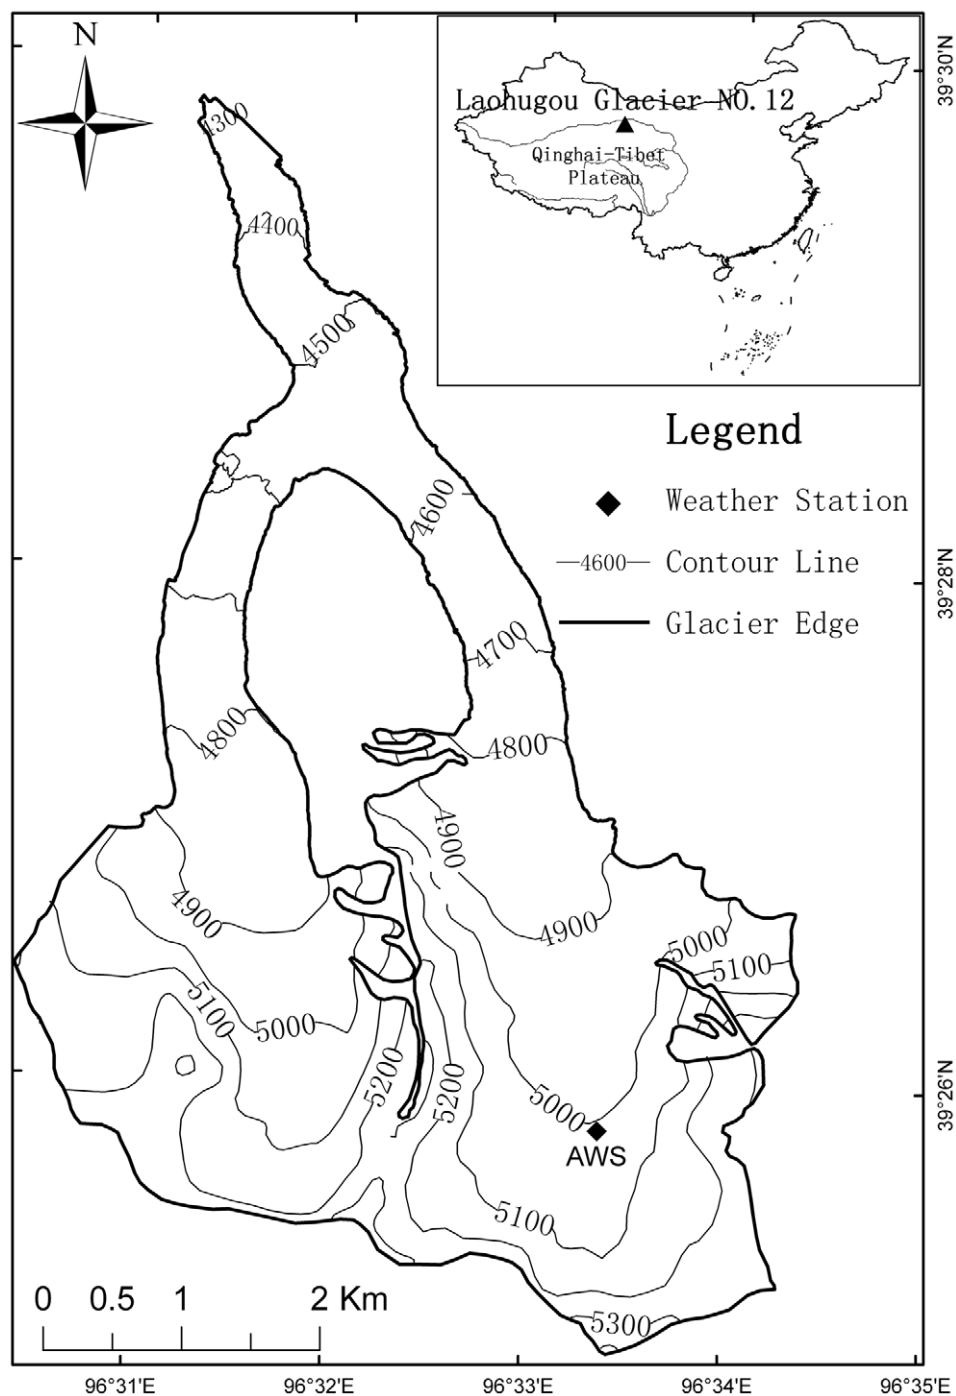 N
39°30'N
Laohugou Glacier NO.12
Qinghai-Tibet
Plateau
4300
4400
4500
Legend
Weather Station
4600
Contour Line
Glacier Edge
4600
39°28'N
4700
4800
4800
4900
4900
4900
5000
5100
5100
5000
5200
5200
5000
39°26'N
AWS
5100
5300
0 0.5 1 2 Km
96°31'E 96°32'E 96°33'E 96°34'E 96°35'E